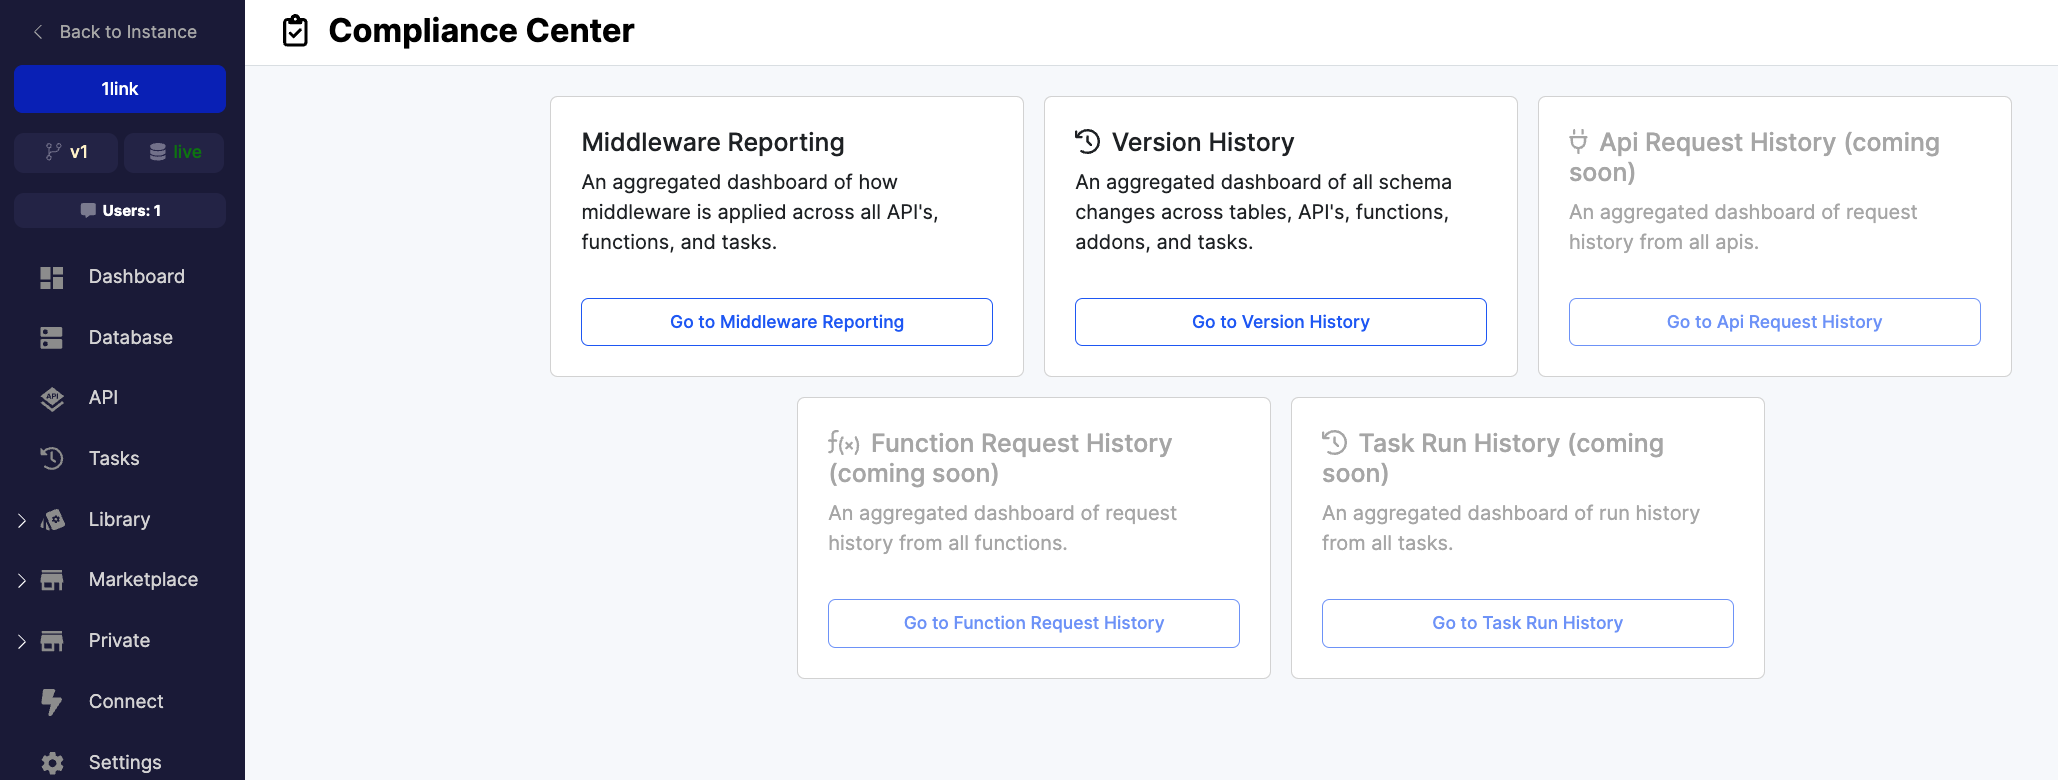 Back to Instance
1link
v1
live
Users: 1
Dashboard
Database
API
API
Tasks
Library
Marketplace
Private
Connect
Settings
Compliance Center
Middleware Reporting
An aggregated dashboard of how
middleware is applied across all API's,
functions, and tasks.
Go to Middleware Reporting
Version History
An aggregated dashboard of all schema
changes across tables, API's, functions,
addons, and tasks.
Go to Version History
Api Request History (coming
soon)
An aggregated dashboard of request
history from all apis.
Go to Api Request History
f(x) Function Request History
(coming soon)
An aggregated dashboard of request
history from all functions.
Go to Function Request History
Task Run History (coming
soon)
An aggregated dashboard of run history
from all tasks.
Go to Task Run History